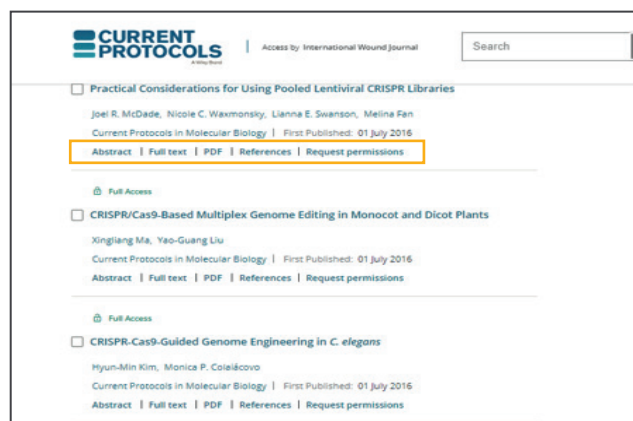 CURRENT
PROTOCOLS
A Wiley Brand
Access by International Wound Journal
Search
Practical Considerations for Using Pooled Lentiviral CRISPR Libraries
Joel R. McDade, Nicole C. Waxmonsky, Lianna E. Swanson, Melina Fan
Current Protocols in Molecular Biology | First Published: 01 July 2016
Abstract | Full text | PDF | References | Request permissions
Full Access
CRISPR/Cas9-Based Multiplex Genome Editing in Monocot and Dicot Plants
Xingliang Ma, Yao-Guang Liu
Current Protocols in Molecular Biology | First Published: 01 July 2016
Abstract | Full text | PDF | References | Request permissions
Full Access
CRISPR-Cas9-Guided Genome Engineering in C. elegans
Hyun-Min Kim, Monica P. Colaiácovo
Current Protocols in Molecular Biology | First Published: 01 July 2016
Abstract | Full text | PDF | References | Request permissions